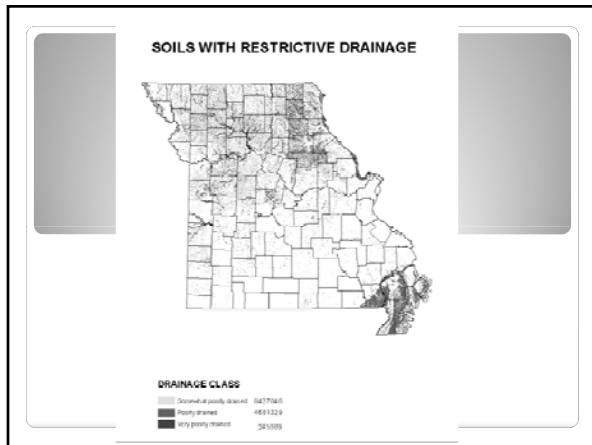 SOILS WITH RESTRICTIVE DRAINAGE
DRAINAGE CLASS
Somewhat poorly drained
Poorly drained
Very poorly drained